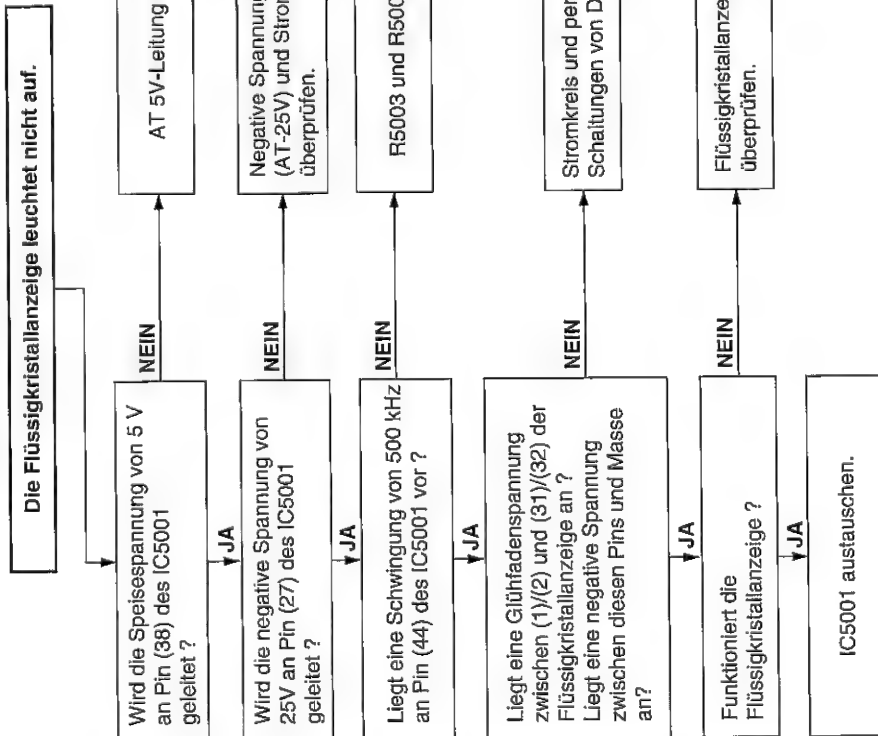 Die Flüssigkristallanzeige leuchtet nicht auf.
Wird die Speisespannung von 5 V
an Pin (38) des IC5001
geleitet ?
NEIN
AT 5V-Leitung
JA
Wird die negative Spannung von
25V an Pin (27) des IC5001
geleitet ?
NEIN
Negative Spannung
(AT-25V) und
überprüfen.
JA
Liegt eine Schwingung von 500 kHz
an Pin (44) des IC5001 vor ?
NEIN
R5003 und
JA
Liegt eine Glühfadenspannung
zwischen (1)/(2) und (31)/(32) der
Flüssigkristallanzeige an ?
Liegt eine negative Spannung
zwischen diesen Pins und Masse
an?
NEIN
Stromkreis und
Schaltungen von
JA
Funktioniert die
Flüssigkristallanzeige ?
NEIN
überprüfen.
JA
IC5001 austauschen.